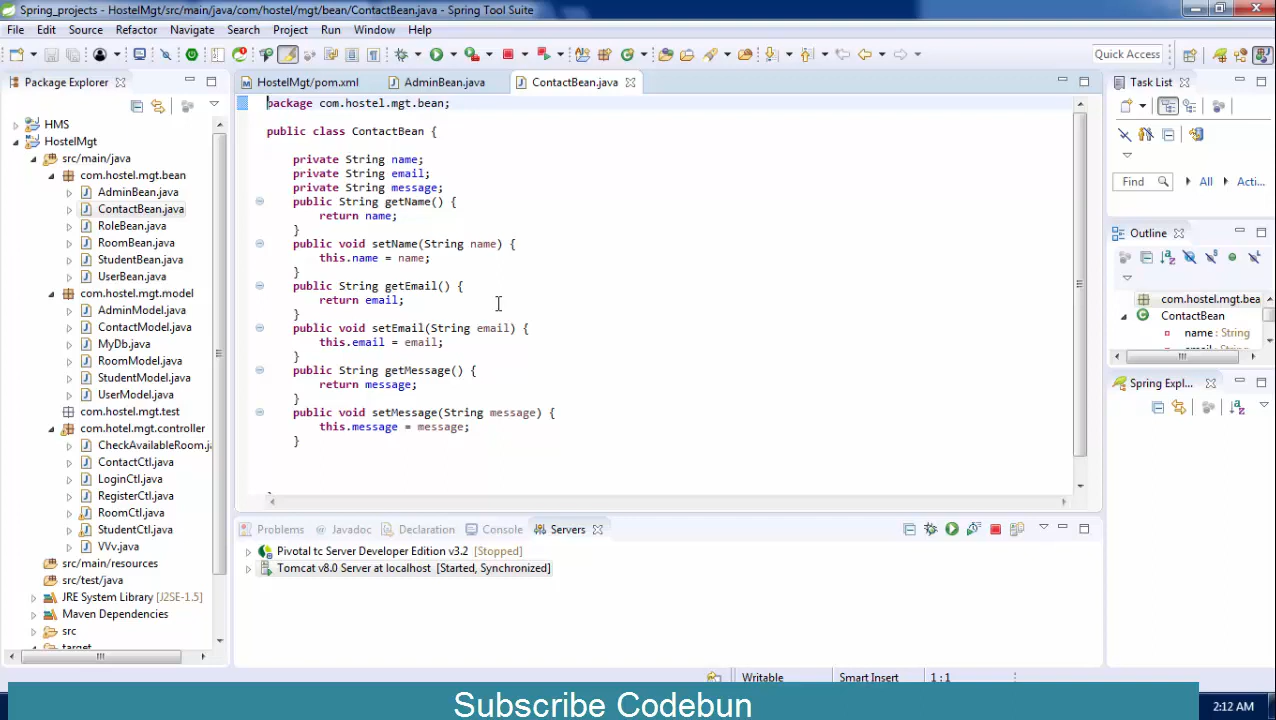 Spring_projects - HostelMgt/src/main/java/com/hostel/mgt/bean/ContactBean.java - Spring Tool Suite
File Edit Source Refactor Navigate Search Project Run Window Help
Quick Access
Package Explorer
HostelMgt/pom.xml AdminBean.java ContactBean.java
Task List
HMS
HostelMgt
src/main/java
com.hostel.mgt.bean
AdminBean.java
ContactBean.java
RoleBean.java
RoomBean.java
StudentBean.java
UserBean.java
com.hostel.mgt.model
AdminModel.java
ContactModel.java
MyDb.java
RoomModel.java
StudentModel.java
UserModel.java
com.hostel.mgt.test
com.hotel.mgt.controller
CheckAvailableRoom.ja
ContactCtl.java
LoginCtl.java
RegisterCtl.java
RoomCtl.java
StudentCtl.java
VVv.java
src/main/resources
src/test/java
JRE System Library [J2SE-1.5]
Maven Dependencies
src
target
package com.hostel.mgt.bean;
public class ContactBean {
private String name;
private String email;
private String message;
public String getName() {
return name;
}
public void setName(String name) {
this.name = name;
}
public String getEmail() {
return email;
}
public void setEmail(String email) {
this.email = email;
}
public String getMessage() {
return message;
}
public void setMessage(String message) {
this.message = message;
}
Find All Activ...
Outline
com.hostel.mgt.bea
ContactBean
name : String
Spring Expl...
Problems Javadoc Declaration Console Servers
Pivotal tc Server Developer Edition v3.2 [Stopped]
Tomcat v8.0 Server at localhost [Started, Synchronized]
Writable Smart Insert 1 : 1
Subscribe Codebun
2:12 AM